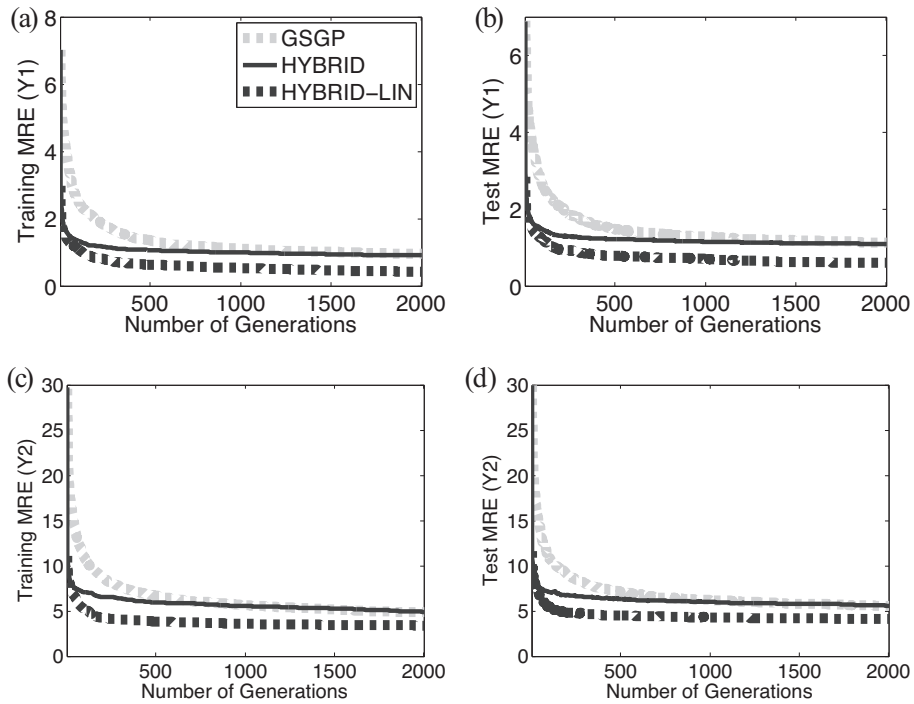 (a)
8
6
4
2
0
Training MRE (Y1)
GSGP
HYBRID
HYBRID-LIN
500 1000 1500 2000
Number of Generations
(b)
6
4
2
0
Test MRE (Y1)
500 1000 1500 2000
Number of Generations
(c)
30
25
20
15
10
5
0
Training MRE (Y2)
500 1000 1500 2000
Number of Generations
(d)
30
25
20
15
10
5
0
Test MRE (Y2)
500 1000 1500 2000
Number of Generations